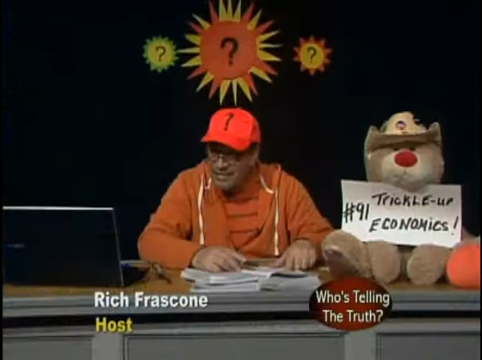 ?
?
?
?
#91 TRICKLE-UP
ECONOMICS!
Rich Frascone
Host
Who's Telling
The Truth?